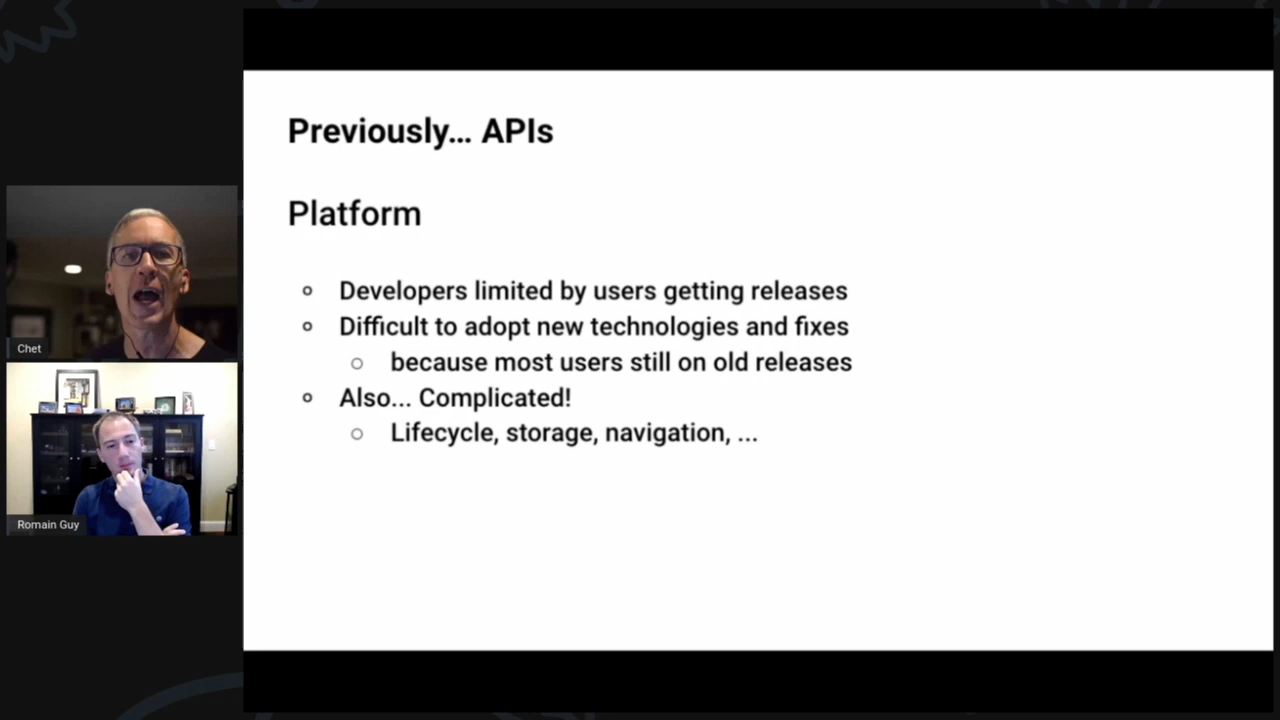 Previously... APIs
Platform
Developers limited by users getting releases
Difficult to adopt new technologies and fixes
because most users still on old releases
Also... Complicated!
Lifecycle, storage, navigation, ...
Chet
Romain Guy